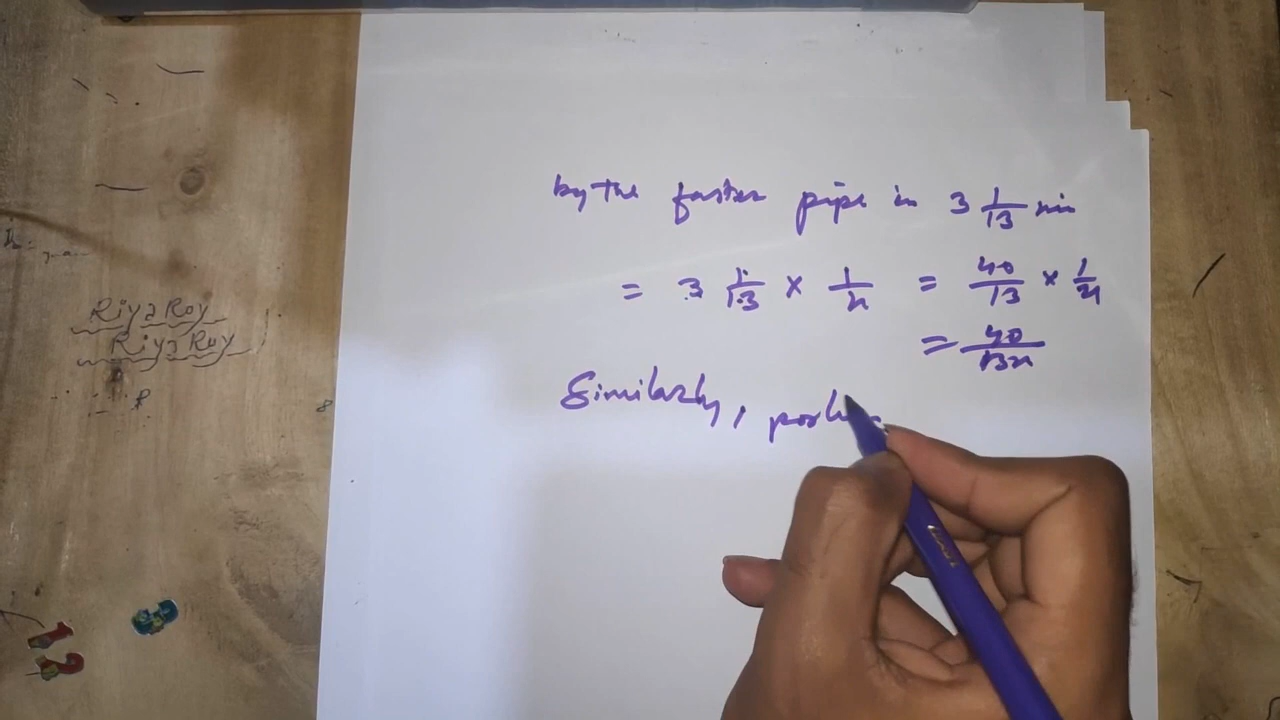 by the faster pipe in 3 1/13 min
= 3 1/13 × 1/x = 40/13 × 1/x
= 40/13x
Similarly, portion
Riya Roy
Riya Roy